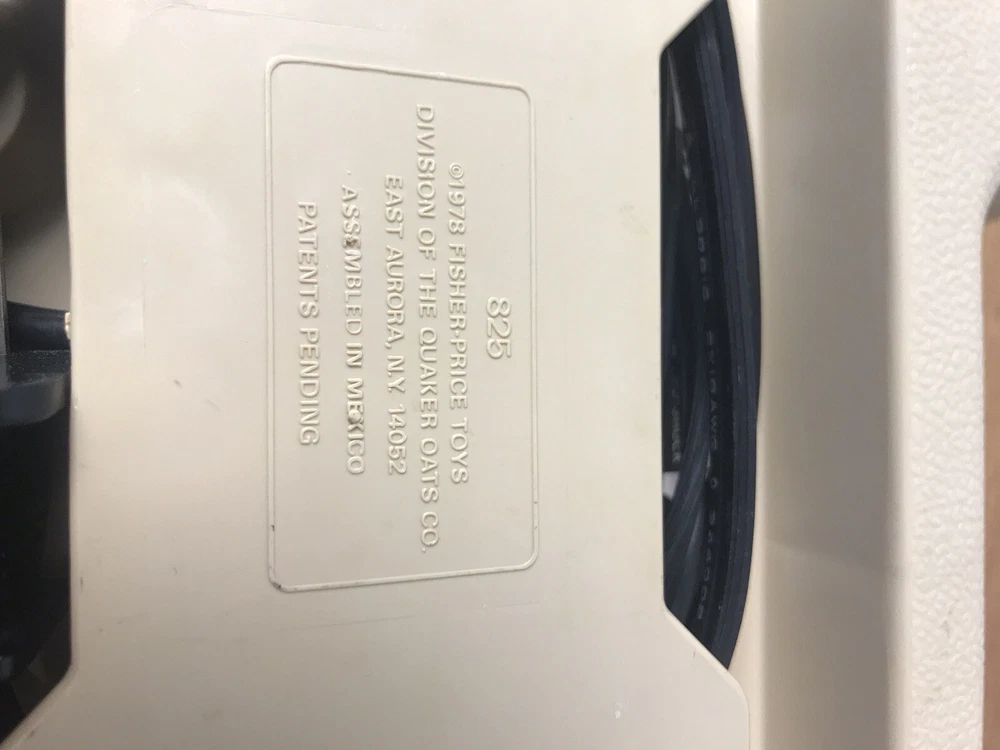 825
©1978 FISHER-PRICE TOYS
DIVISION OF THE QUAKER OATS CO.
EAST AURORA, N.Y. 14052
ASSEMBLED IN MEXICO
PATENTS PENDING